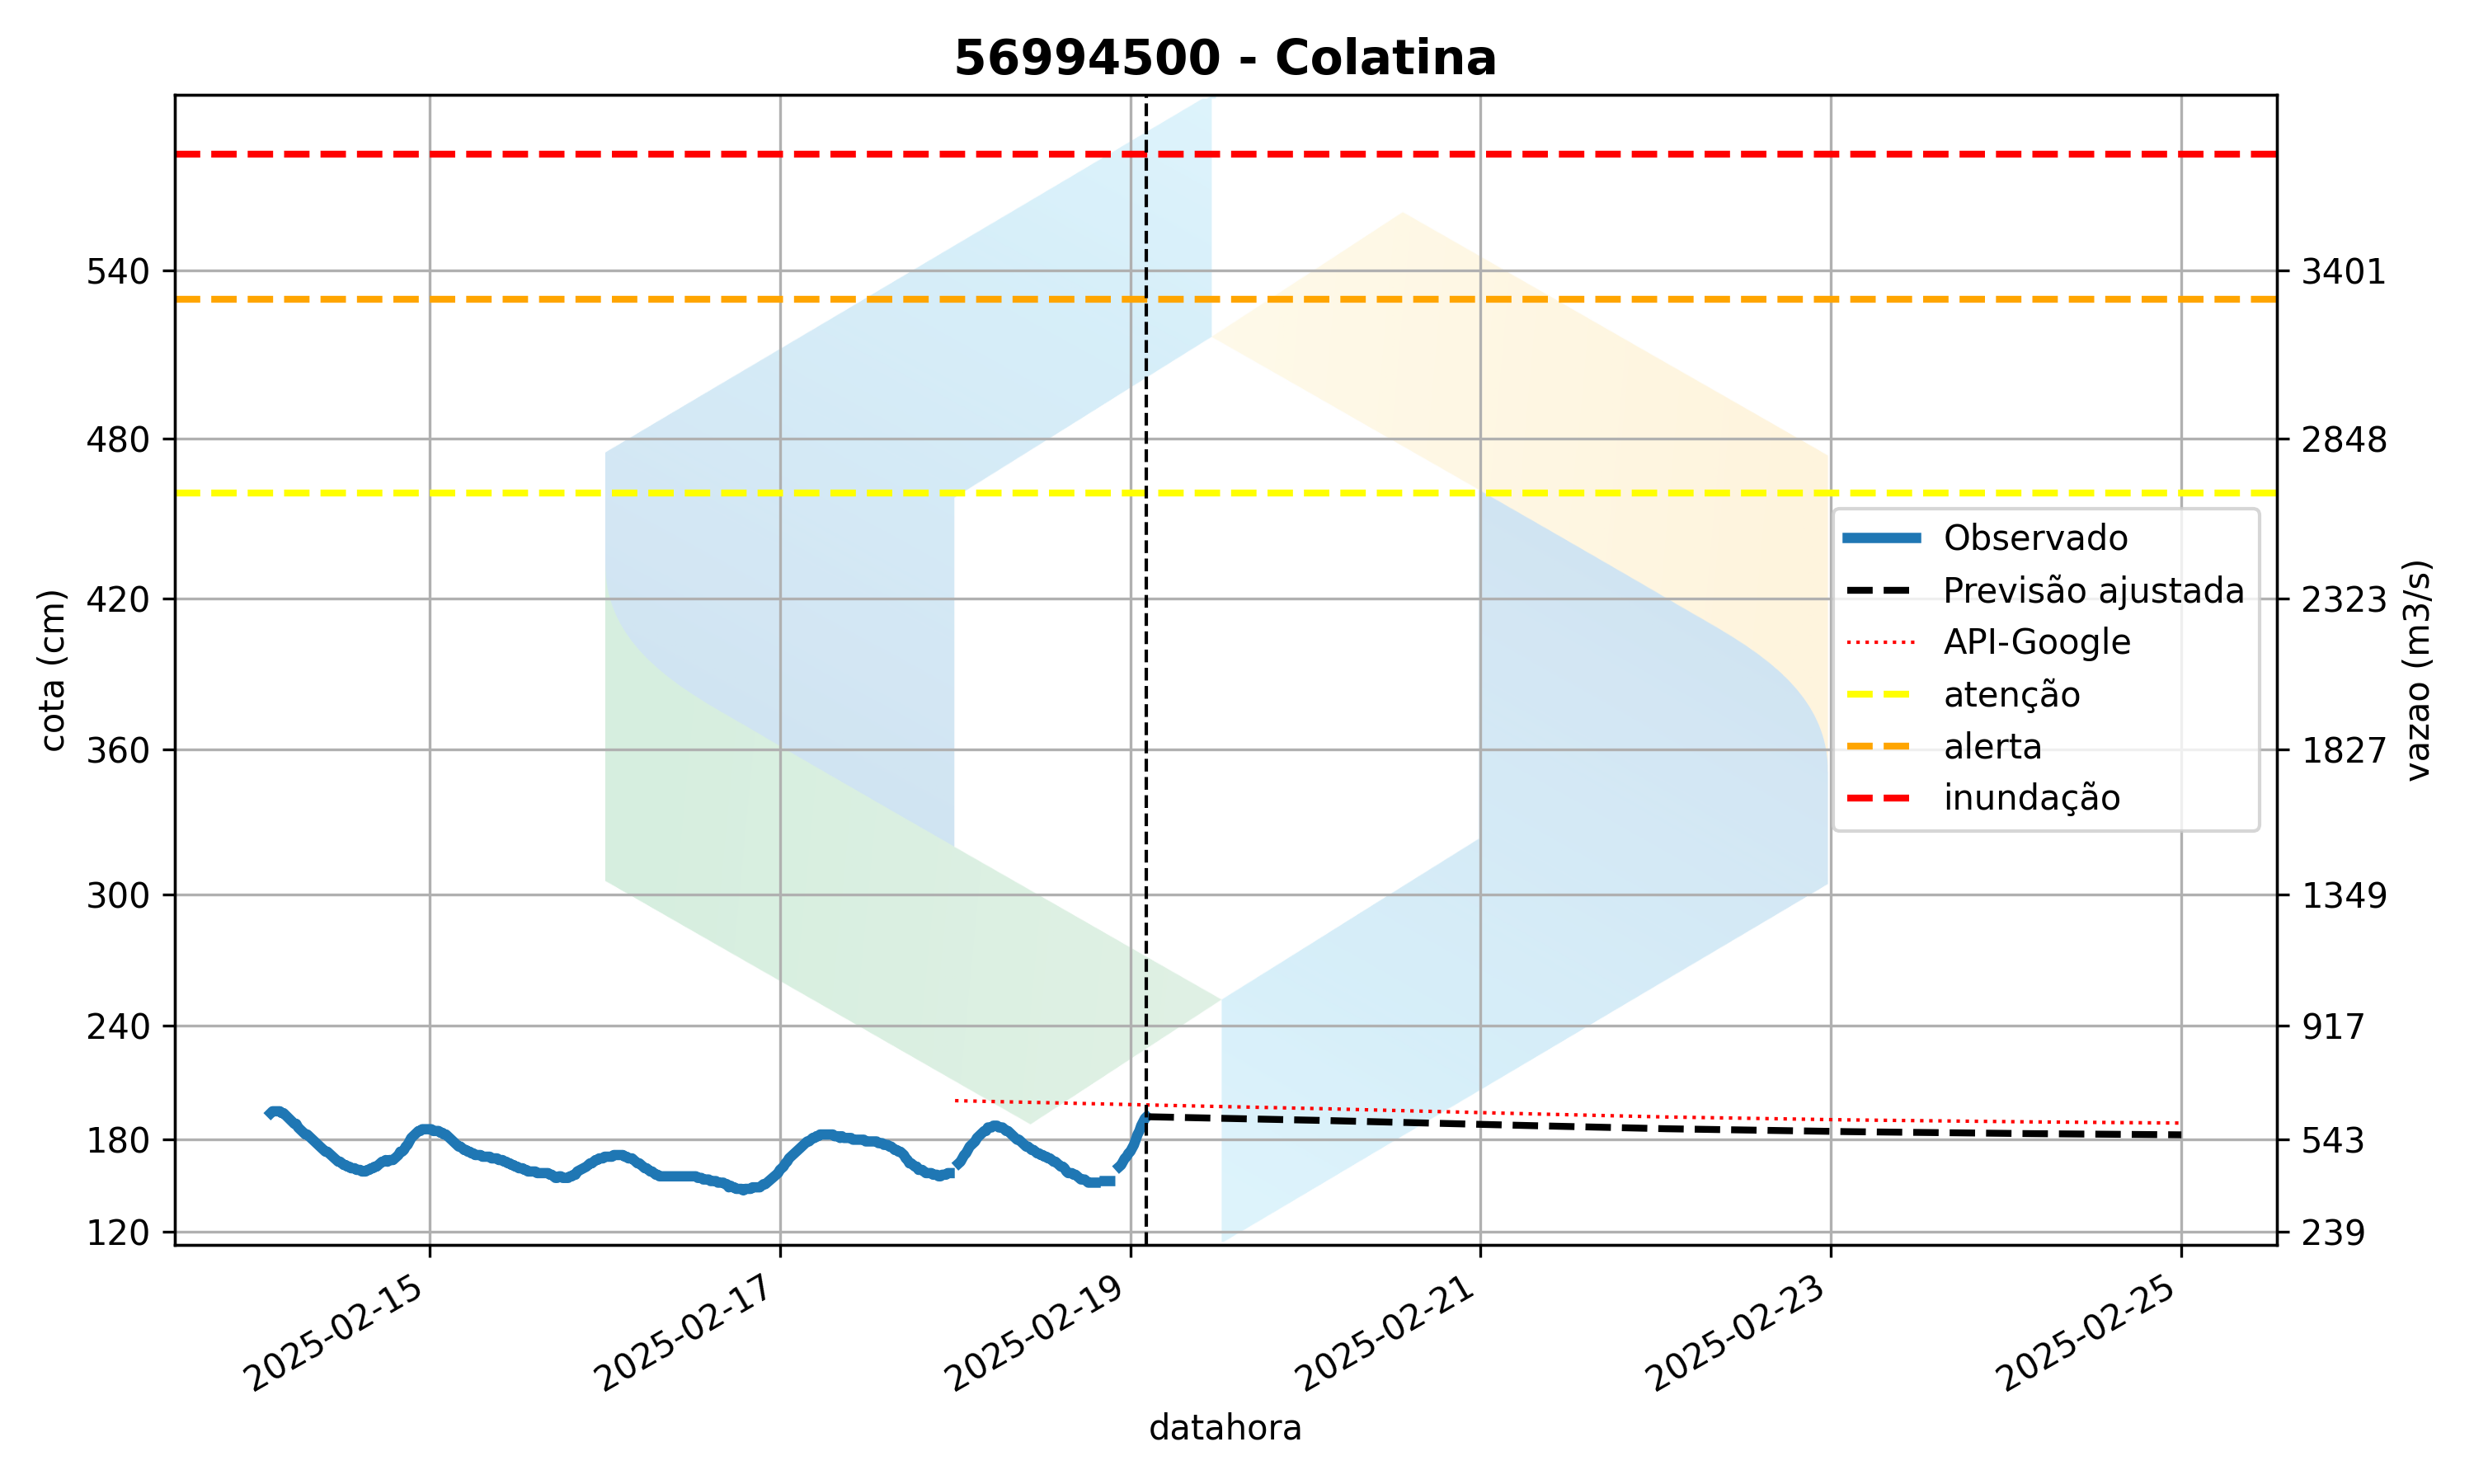 56994500 - Colatina
540
480
420
360
300
240
180
120
cota (cm)
3401
2848
2323
1827
1349
917
543
239
vazao (m3/s)
Observado
Previsão ajustada
API-Google
atenção
alerta
inundação
2025-02-15
2025-02-17
2025-02-19
2025-02-21
2025-02-23
2025-02-25
datahora